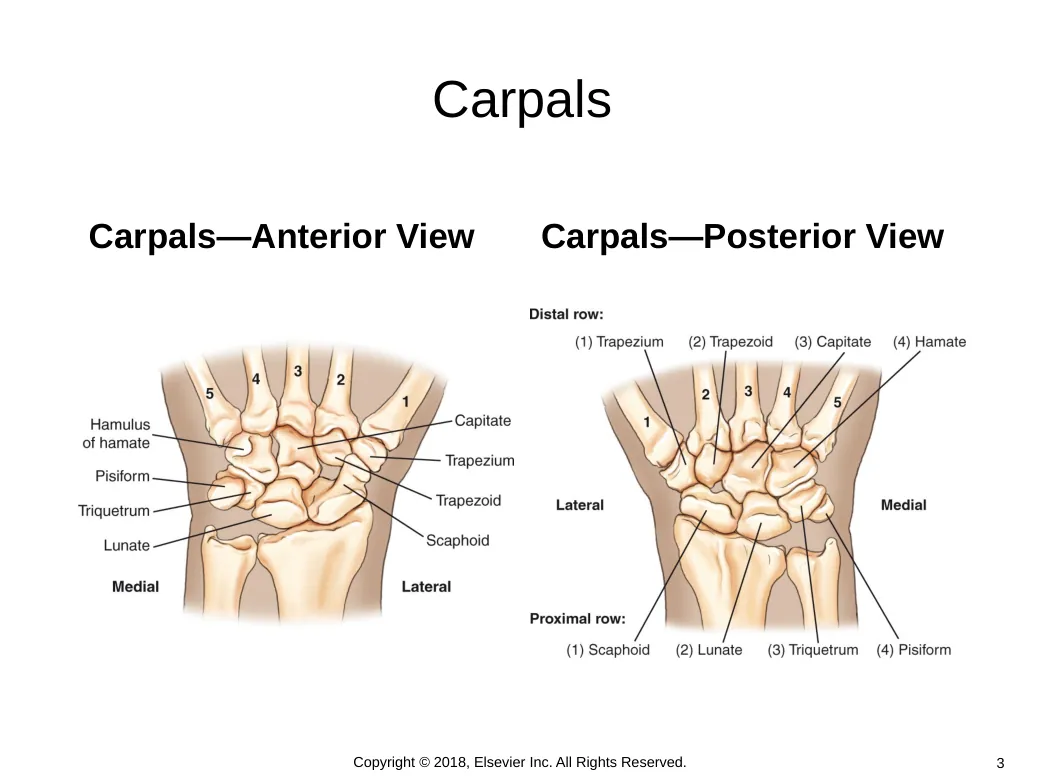 Carpals
Carpals—Anterior View
Carpals—Posterior View
5
4
3
2
1
Hamulus
of hamate
Pisiform
Triquetrum
Lunate
Capitate
Trapezium
Trapezoid
Scaphoid
Medial
Lateral
Distal row:
(1) Trapezium (2) Trapezoid (3) Capitate (4) Hamate
1
2
3
4
5
Lateral
Medial
Proximal row:
(1) Scaphoid (2) Lunate (3) Triquetrum (4) Pisiform
Copyright © 2018, Elsevier Inc. All Rights Reserved.
3